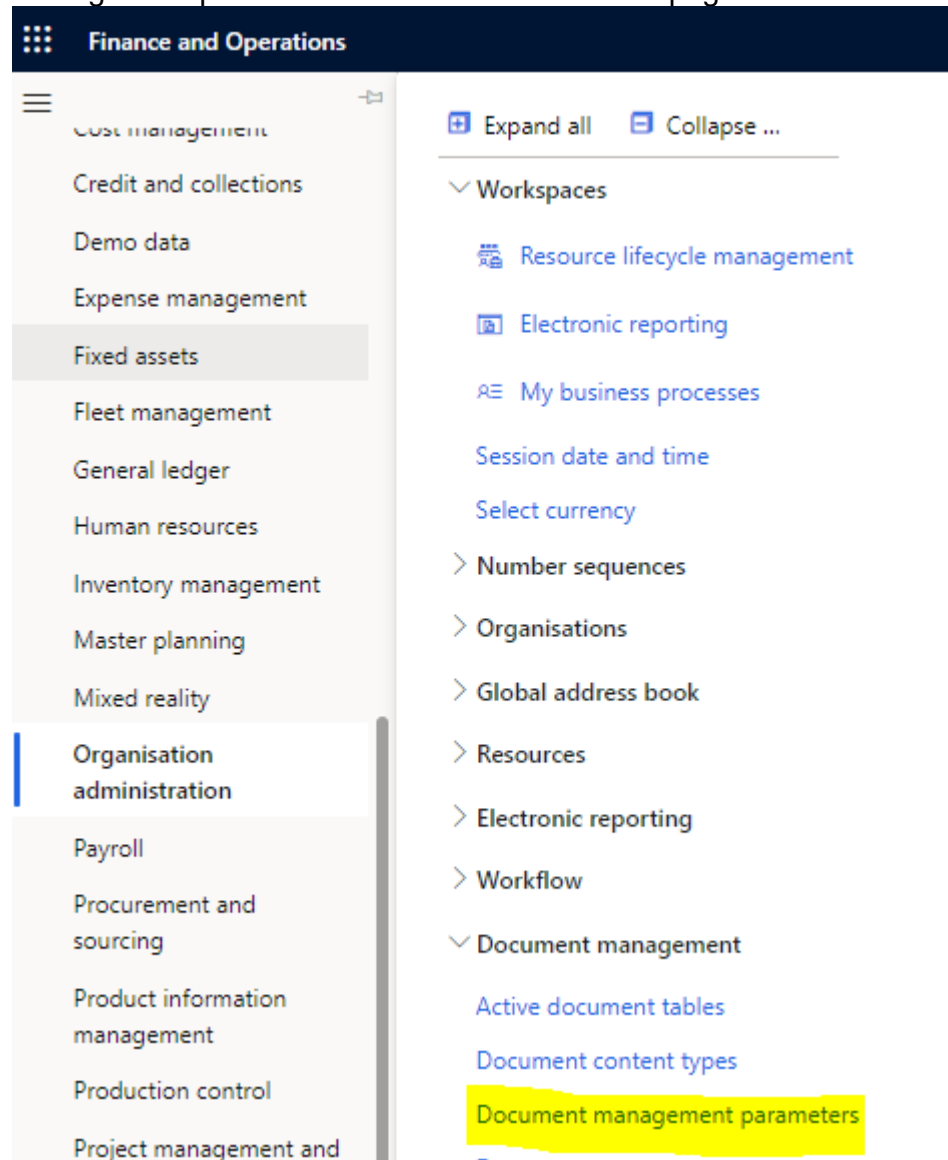 Finance and Operations
Cost management
Credit and collections
Demo data
Expense management
Fixed assets
Fleet management
General ledger
Human resources
Inventory management
Master planning
Mixed reality
Organisation
administration
Payroll
Procurement and
sourcing
Product information
management
Production control
Project management and
Expand all
Collapse ...
Workspaces
Resource lifecycle management
Electronic reporting
My business processes
Session date and time
Select currency
Number sequences
Organisations
Global address book
Resources
Electronic reporting
Workflow
Document management
Active document tables
Document content types
Document management parameters